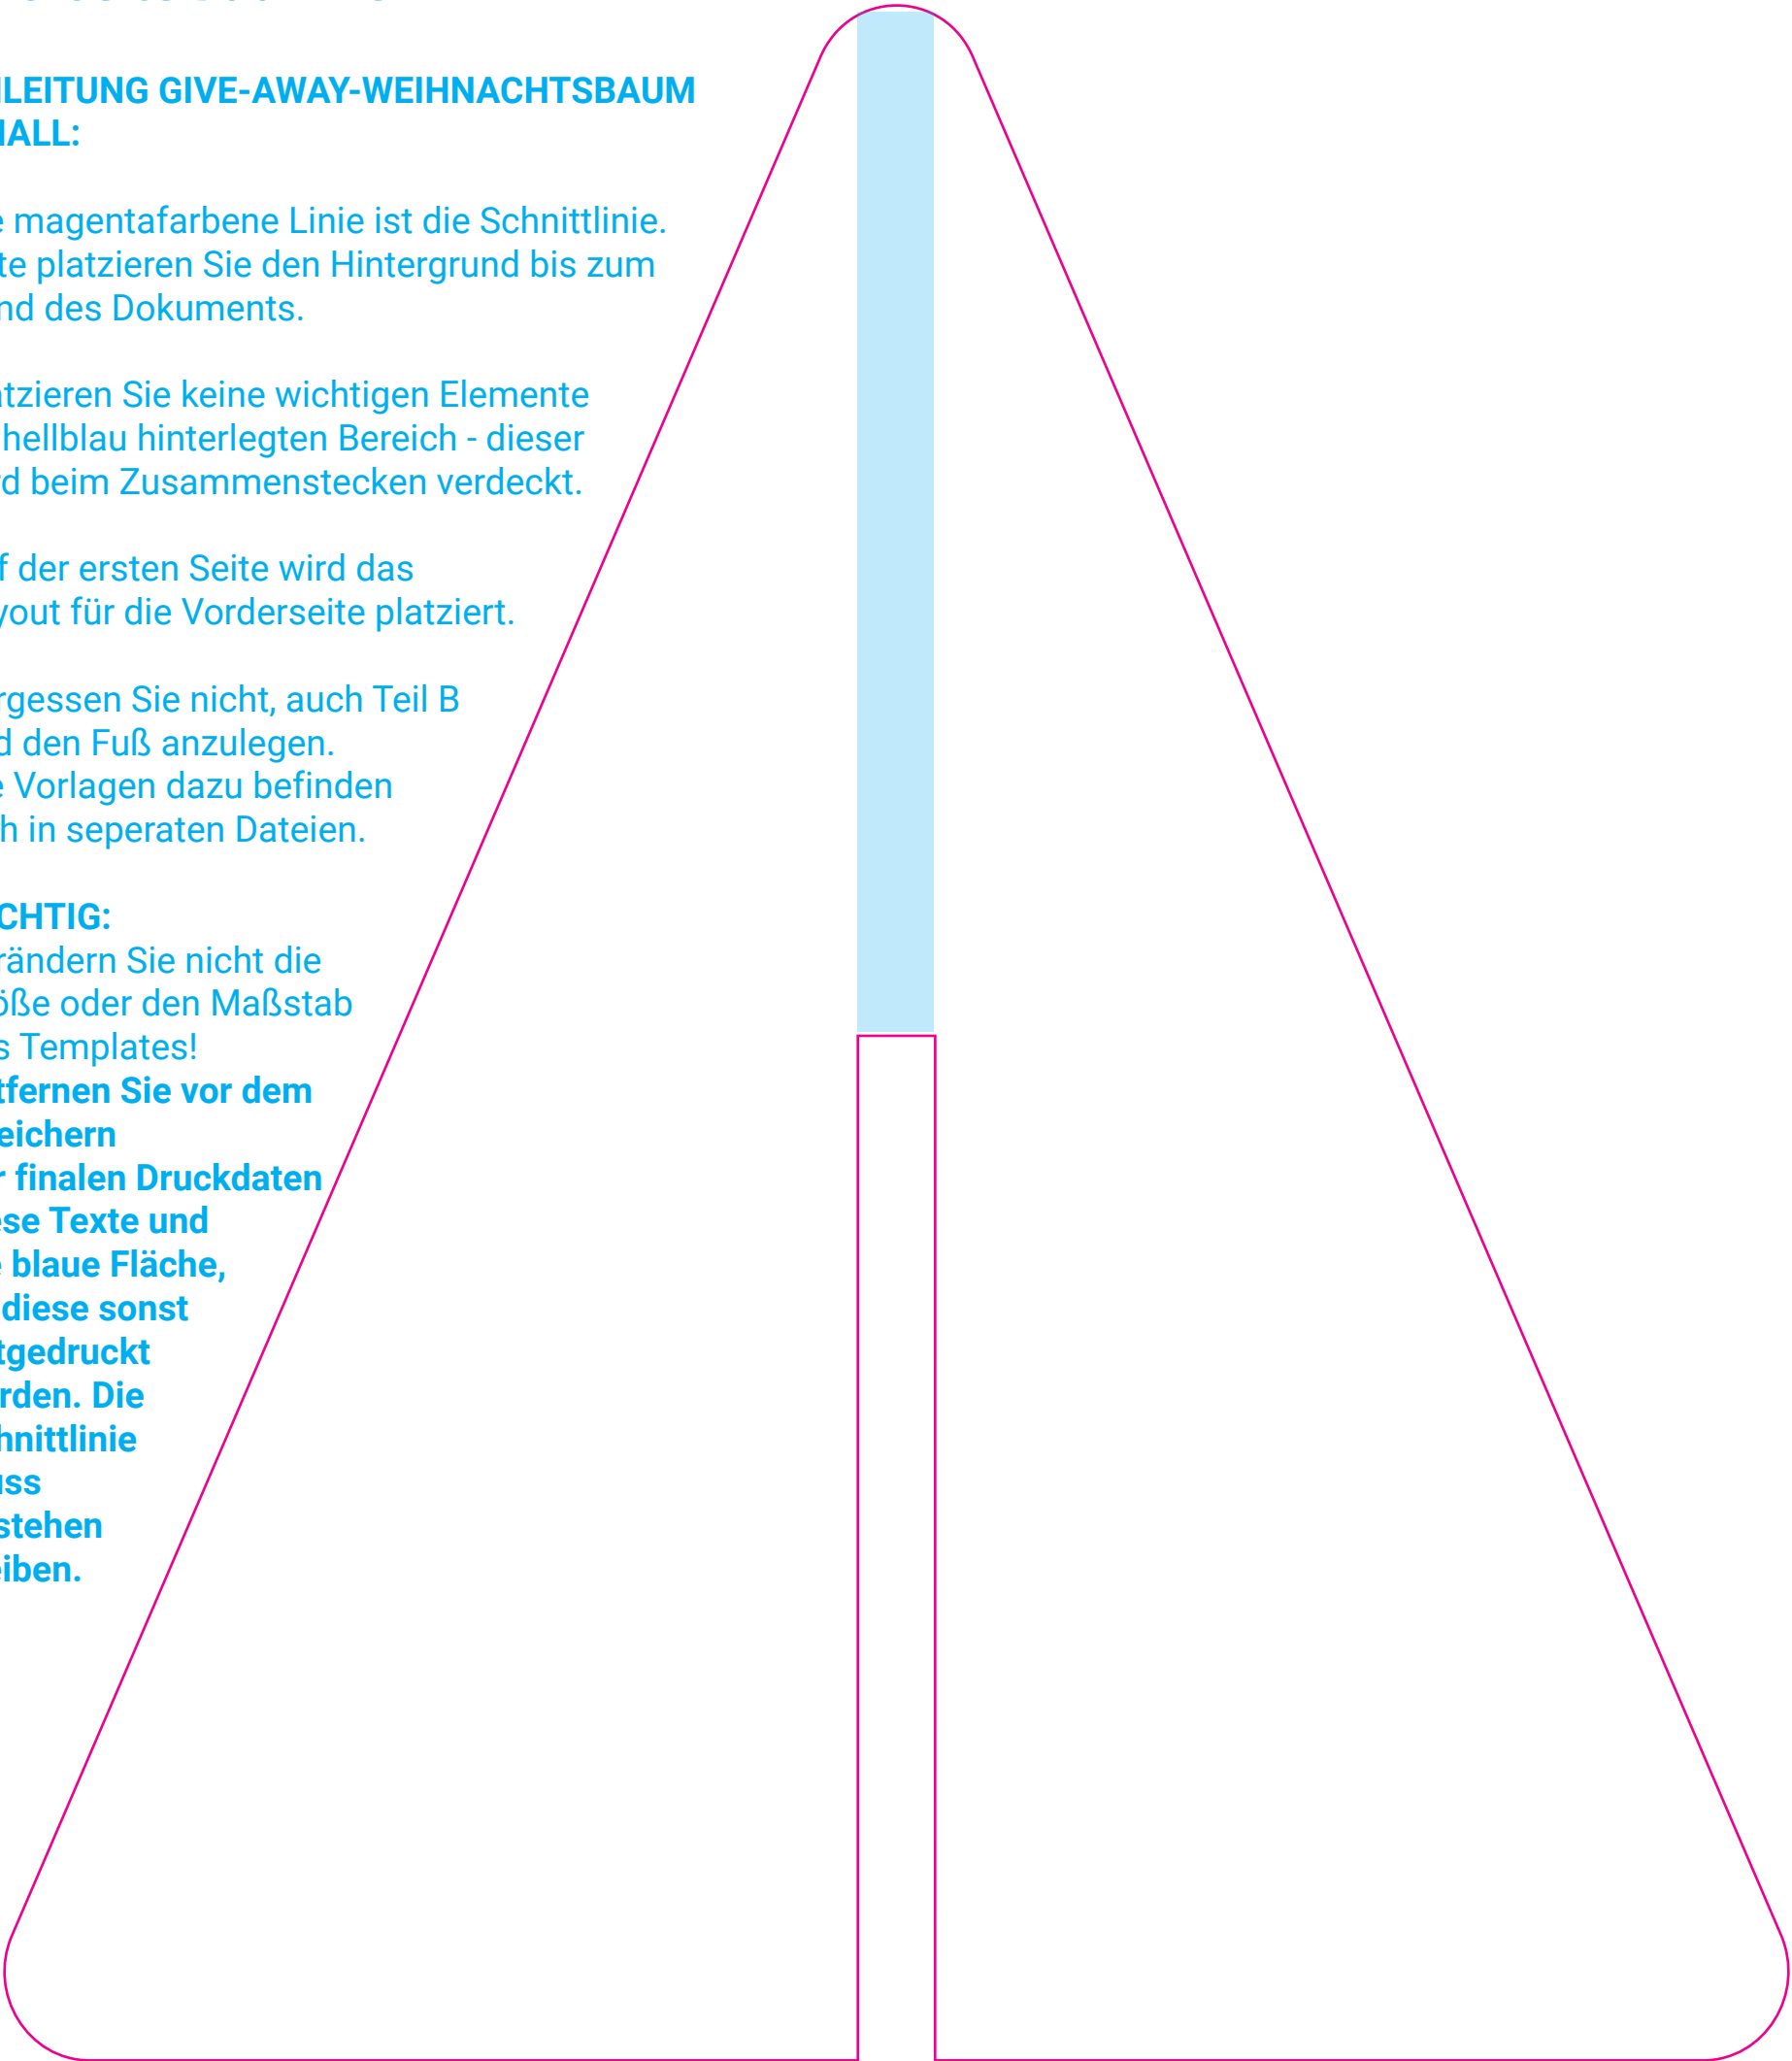 LEITUNG GIVE-AWAY-WEIHNACHTSBAUM
ALL:
magentafarbene Linie ist die Schnittlinie.
te platzieren Sie den Hintergrund bis zum
nd des Dokuments.
tzieren Sie keine wichtigen Elemente
hellblau hinterlegten Bereich - dieser
d beim Zusammenstecken verdeckt.
f der ersten Seite wird das
yout für die Vorderseite platziert.
rgessen Sie nicht, auch Teil B
d den Fuß anzulegen.
e Vorlagen dazu befinden
h in seperaten Dateien.
CHTIG:
rändern Sie nicht die
öße oder den Maßstab
s Templates!
tfernen Sie vor dem
eichern
r finalen Druckdaten
ese Texte und
e blaue Fläche,
diese sonst
tgedruckt
rden. Die
hnittlinie
uss
stehen
eiben.